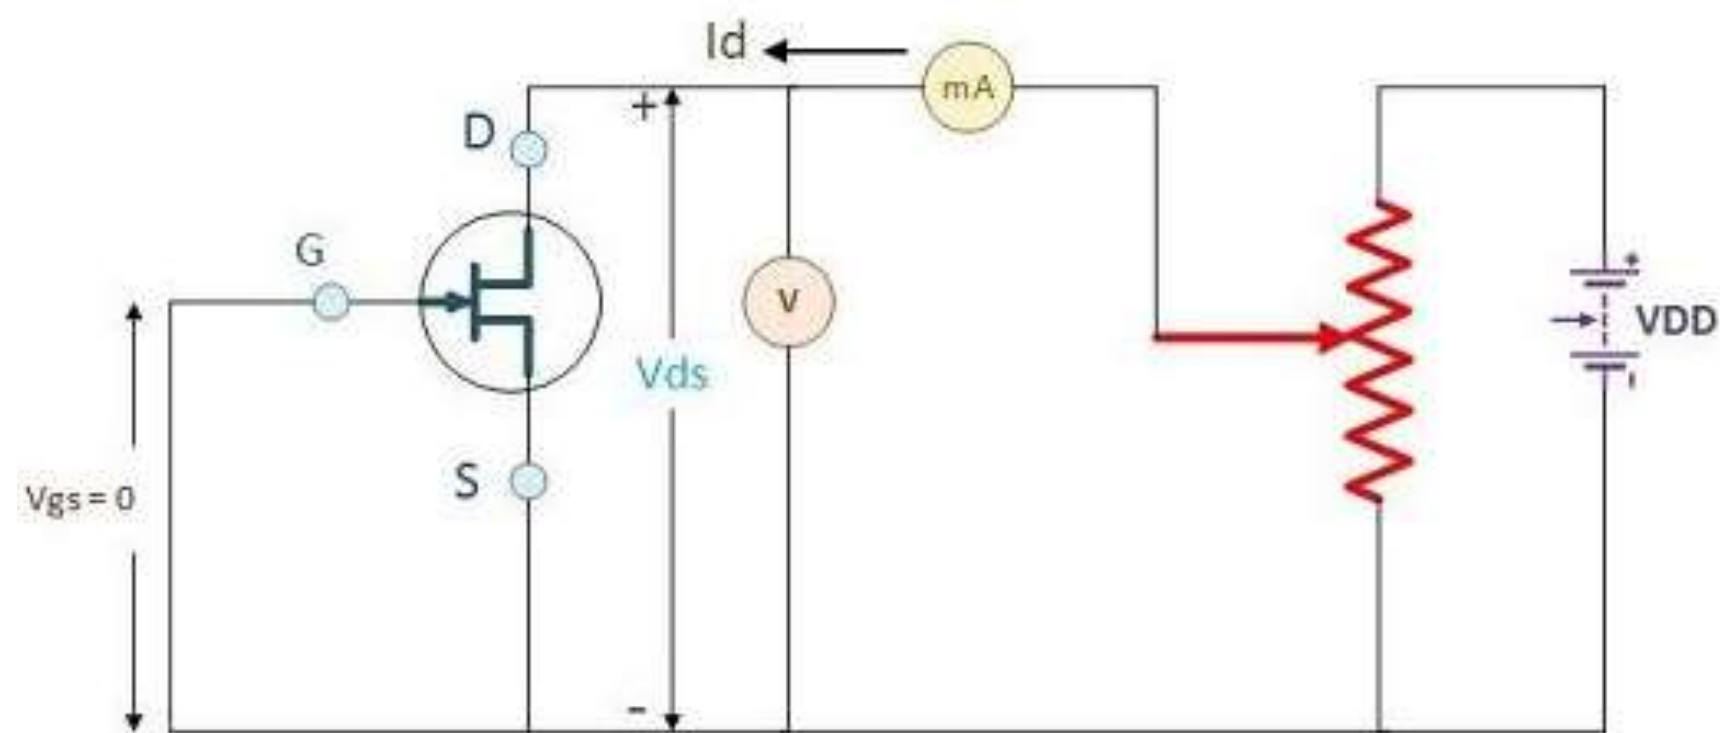 Id
mA
+
D
G
V
+
VDD
Vds
-
S
Vgs = 0
-